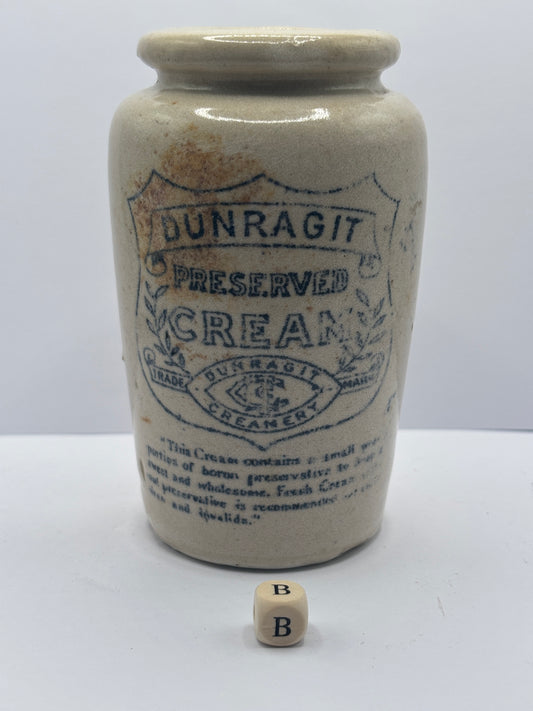 DUNRAGIT
PRESERVED
CREAM
TRADE MARK
DUNRAGIT
CREAMERY
"This Cream contains a small
portion of boron preservative to
sweet and wholesome. Fresh Cream
preservative is recommended
and invalids."
B
B